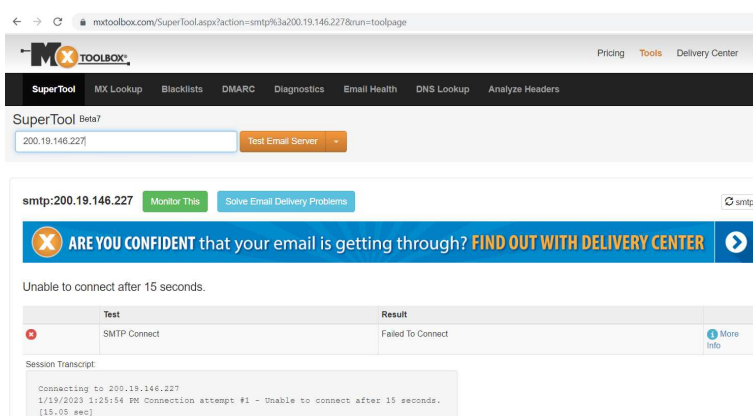 mxtoolbox.com/SuperTool.aspx?action=smtp%3a200.19.146.227&run=toolpage
MX TOOLBOX®
Pricing Tools Delivery Center
SuperTool MX Lookup Blacklists DMARC Diagnostics Email Health DNS Lookup Analyze Headers
SuperTool Beta7
200.19.146.227 Test Email Server
smtp:200.19.146.227 Monitor This Solve Email Delivery Problems smtp
X ARE YOU CONFIDENT that your email is getting through? FIND OUT WITH DELIVERY CENTER
Unable to connect after 15 seconds.
Test Result
SMTP Connect Failed To Connect More
Info
Session Transcript:
Connecting to 200.19.146.227
1/19/2023 1:25:54 PM Connection attempt #1 - Unable to connect after 15 seconds.
[15.05 sec]